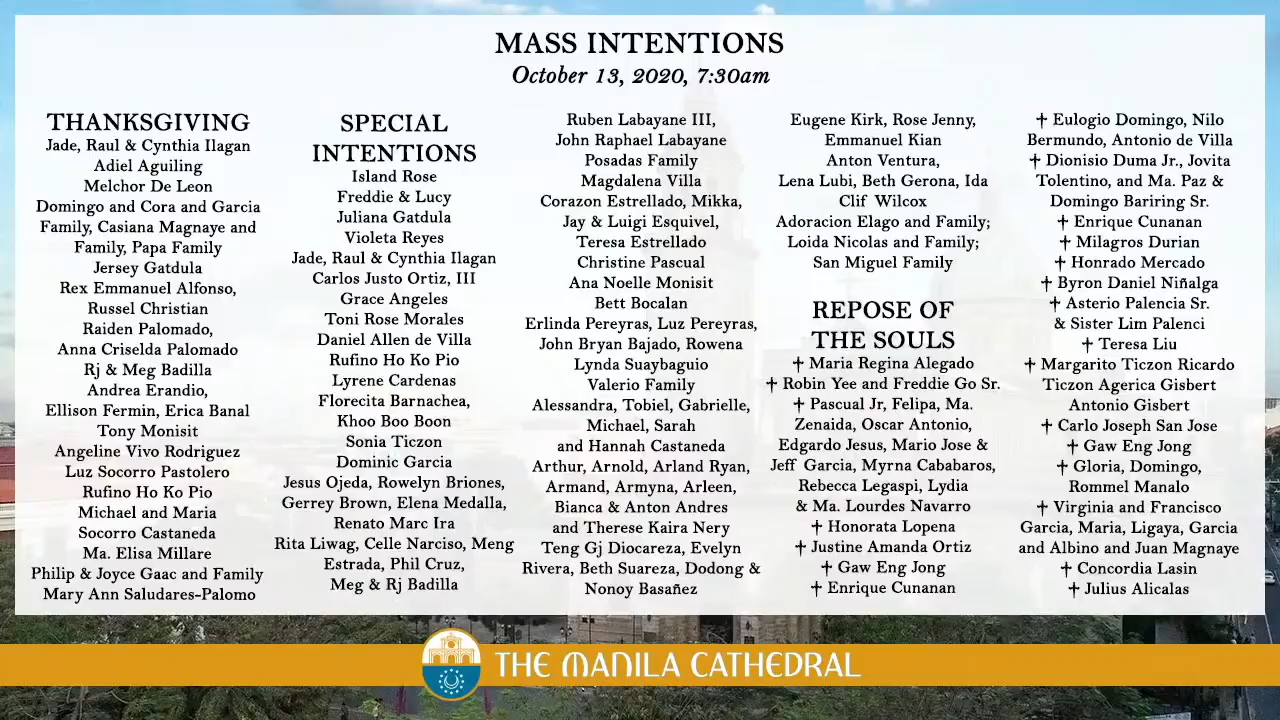 MASS INTENTIONS
October 13, 2020, 7:30am
THANKSGIVING
Jade, Raul & Cynthia Ilagan
Adiel Aguiling
Melchor De Leon
Domingo and Cora and Garcia
Family, Casiana Magnaye and
Family, Papa Family
Jersey Gatdula
Rex Emmanuel Alfonso,
Russel Christian
Raiden Palomado,
Anna Criselda Palomado
Rj & Meg Badilla
Andrea Erandio,
Ellison Fermin, Erica Banal
Tony Monisit
Angeline Vivo Rodriguez
Luz Socorro Pastolero
Rufino Ho Ko Pio
Michael and Maria
Socorro Castaneda
Ma. Elisa Millare
Philip & Joyce Gaac and Family
Mary Ann Saludares-Palomo
SPECIAL
INTENTIONS
Island Rose
Freddie & Lucy
Juliana Gatdula
Violeta Reyes
Jade, Raul & Cynthia Ilagan
Carlos Justo Ortiz, III
Grace Angeles
Toni Rose Morales
Daniel Allen de Villa
Rufino Ho Ko Pio
Lyrene Cardenas
Florecita Barnachea,
Khoo Boo Boon
Sonia Ticzon
Dominic Garcia
Jesus Ojeda, Rowelyn Briones,
Gerrey Brown, Elena Medalla,
Renato Marc Ira
Rita Liwag, Celle Narciso, Meng
Estrada, Phil Cruz,
Meg & Rj Badilla
Ruben Labayane III,
John Raphael Labayane
Posadas Family
Magdalena Villa
Corazon Estrellado, Mikka,
Jay & Luigi Esquivel,
Teresa Estrellado
Christine Pascual
Ana Noelle Monisit
Bett Bocalan
Erlinda Pereyras, Luz Pereyras,
John Bryan Bajado, Rowena
Lynda Suaybaguio
Valerio Family
Alessandra, Tobiel, Gabrielle,
Michael, Sarah
and Hannah Castaneda
Arthur, Arnold, Arland Ryan,
Armand, Armyna, Arleen,
Bianca & Anton Andres
and Therese Kaira Nery
Teng Gj Diocareza, Evelyn
Rivera, Beth Suareza, Dodong &
Nonoy Basañez
Eugene Kirk, Rose Jenny,
Emmanuel Kian
Anton Ventura,
Lena Lubi, Beth Gerona, Ida
Clif Wilcox
Adoracion Elago and Family;
Loida Nicolas and Family;
San Miguel Family
REPOSE OF
THE SOULS
✝ Maria Regina Alegado
✝ Robin Yee and Freddie Go Sr.
✝ Pascual Jr, Felipa, Ma.
Zenaida, Oscar Antonio,
Edgardo Jesus, Mario Jose &
Jeff Garcia, Myrna Cababaros,
Rebecca Legaspi, Lydia
& Ma. Lourdes Navarro
✝ Honorata Lopena
✝ Justine Amanda Ortiz
✝ Gaw Eng Jong
✝ Enrique Cunanan
✝ Eulogio Domingo, Nilo
Bermundo, Antonio de Villa
✝ Dionisio Duma Jr., Jovita
Tolentino, and Ma. Paz &
Domingo Bariring Sr.
✝ Enrique Cunanan
✝ Milagros Durian
✝ Honrado Mercado
✝ Byron Daniel Niñalga
✝ Asterio Palencia Sr.
& Sister Lim Palenci
✝ Teresa Liu
✝ Margarito Ticzon Ricardo
Ticzon Agerica Gisbert
Antonio Gisbert
✝ Carlo Joseph San Jose
✝ Gaw Eng Jong
✝ Gloria, Domingo,
Rommel Manalo
✝ Virginia and Francisco
Garcia, Maria, Ligaya, Garcia
and Albino and Juan Magnaye
✝ Concordia Lasin
✝ Julius Alicalas
THE MANILA CATHEDRAL